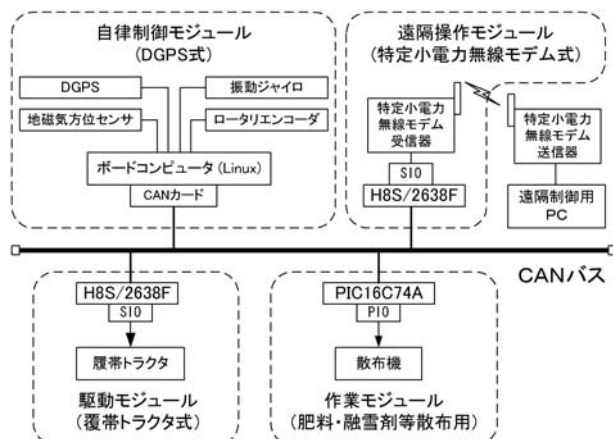 自律制御モジュール
(DGPS式)
DGPS
振動ジャイロ
地磁気方位センサ
ロータリエンコーダ
ボードコンピュータ(Linux)
CANカード
遠隔操作モジュール
(特定小電力無線モデム式)
特定小電力
無線モデム
受信器
SIO
H8S/2638F
特定小電力
無線モデム
送信器
遠隔制御用
PC
CANバス
H8S/2638F
SIO
履帯トラクタ
駆動モジュール
(覆帯トラクタ式)
PIC16C74A
PIO
散布機
作業モジュール
(肥料・融雪剤等散布用)